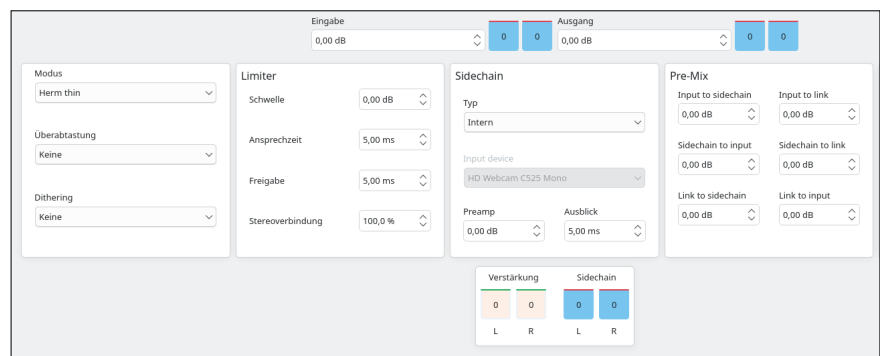 Eingabe
0,00 dB
0 0
Ausgang
0,00 dB
0 0
Modus
Herm thin
Überabtastung
Keine
Dithering
Keine
Limiter
Schwelle 0,00 dB
Ansprechzeit 5,00 ms
Freigabe 5,00 ms
Stereoverbindung 100,0 %
Sidechain
Typ
Intern
Input device
HD Webcam C525 Mono
Preamp Ausblick
0,00 dB 5,00 ms
Pre-Mix
Input to sidechain Input to link
0,00 dB 0,00 dB
Sidechain to input Sidechain to link
0,00 dB 0,00 dB
Link to sidechain Link to input
0,00 dB 0,00 dB
Verstärkung Sidechain
0 0 0 0
L R L R